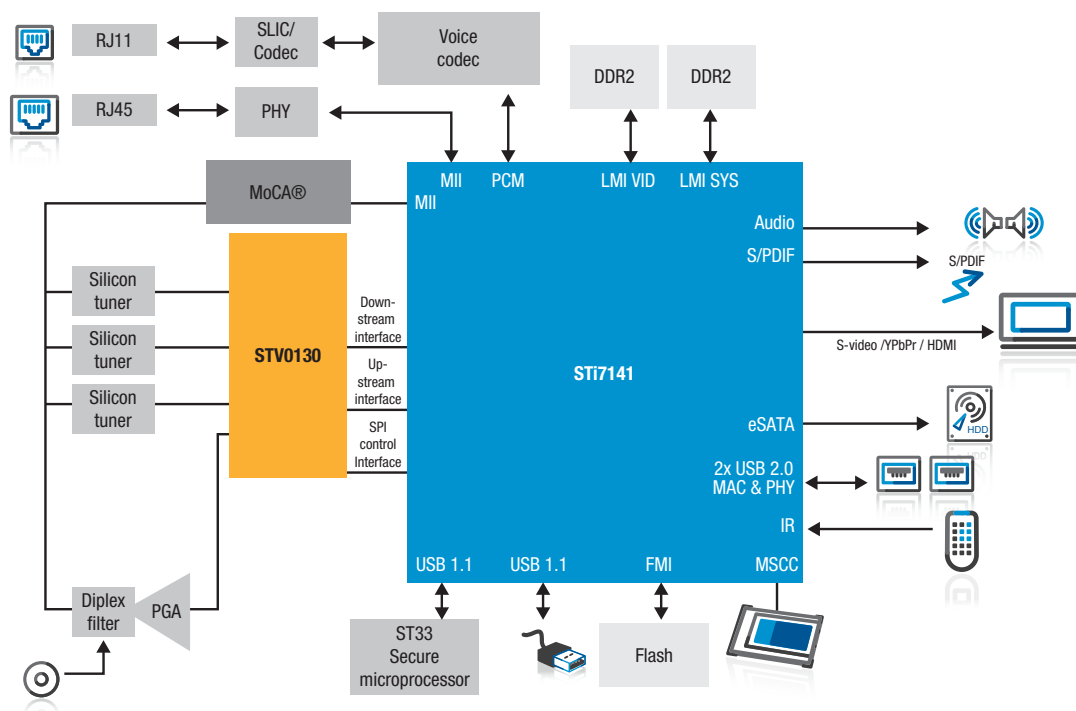 RJ11
SLIC/
Codec
Voice
codec
DDR2
DDR2
RJ45
PHY
MoCA®
MII
PCM
LMI VID
LMI SYS
MII
Audio
S/PDIF
S/PDIF
Silicon
tuner
Silicon
tuner
Silicon
tuner
STV0130
Down-
stream
interface
Up-
stream
interface
SPI
control
Interface
STi7141
S-video /YPbPr / HDMI
eSATA
HDD
2x USB 2.0
MAC & PHY
IR
USB 1.1
USB 1.1
FMI
MSCC
Diplex
filter
PGA
ST33
Secure
microprocessor
Flash